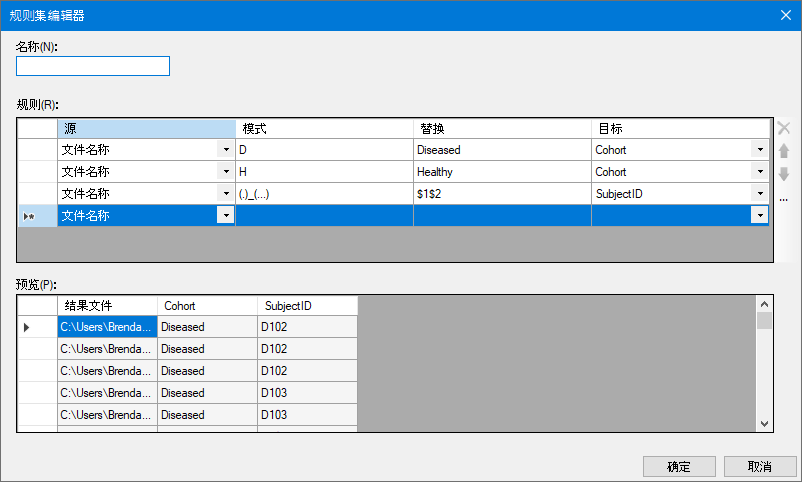 规则集编辑器
名称(N):
规则(R):
源 模式 替换 目标
文件名称 D Diseased Cohort
文件名称 H Healthy Cohort
文件名称 (.)_(...) $1$2 SubjectID
文件名称
...
预览(P):
结果文件 Cohort SubjectID
C:\Users\Brenda... Diseased D102
C:\Users\Brenda... Diseased D102
C:\Users\Brenda... Diseased D102
C:\Users\Brenda... Diseased D103
C:\Users\Brenda... Diseased D103
确定 取消